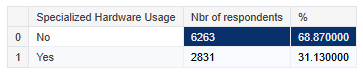 Specialized Hardware Usage Nbr of respondents %
0 No 6263 68.870000
1 Yes 2831 31.130000